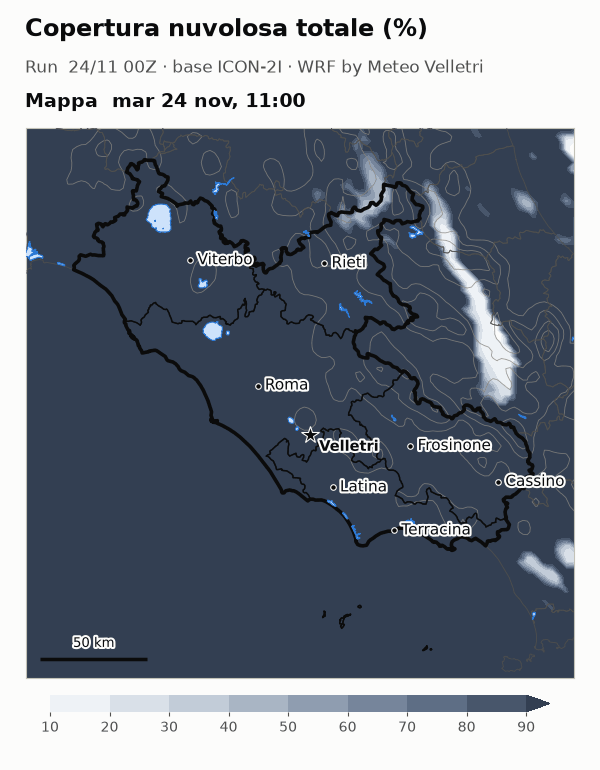 Copertura nuvolosa totale (%)
Run  24/11 00Z · base ICON-2I · WRF by Meteo Velletri
Mappa  mar 24 nov, 11:00
Viterbo
Rieti
Roma
Velletri
Frosinone
Cassino
Latina
Terracina
50 km
10 20 30 40 50 60 70 80 90